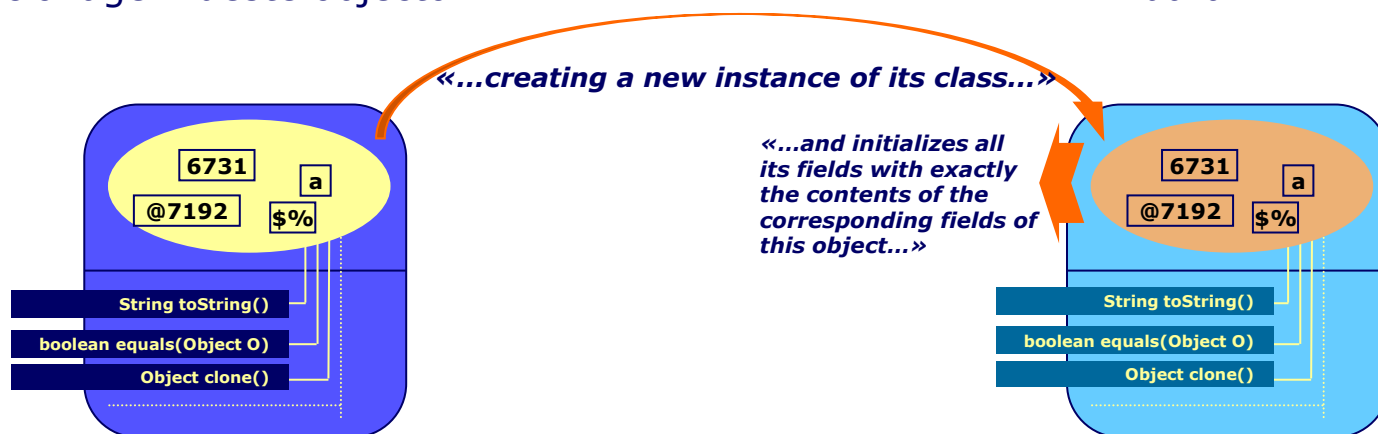 «...creating a new instance of its class...»
«...and initializes all
its fields with exactly
the contents of the
corresponding fields of
this object...»
6731
a
@7192
$%
String toString()
boolean equals(Object O)
Object clone()
6731
a
@7192
$%
String toString()
boolean equals(Object O)
Object clone()